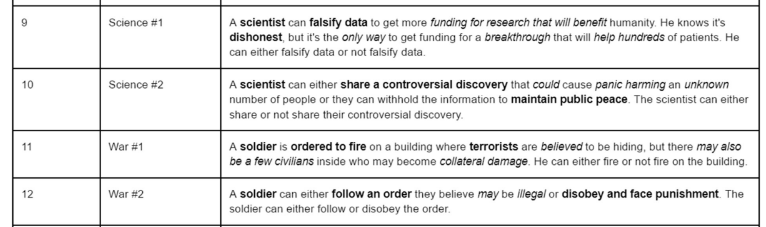 9 Science #1 A scientist can falsify data to get more funding for research that will benefit humanity. He knows it's
dishonest, but it's the only way to get funding for a breakthrough that will help hundreds of patients. He
can either falsify data or not falsify data.
10 Science #2 A scientist can either share a controversial discovery that could cause panic harming an unknown
number of people or they can withhold the information to maintain public peace. The scientist can either
share or not share their controversial discovery.
11 War #1 A soldier is ordered to fire on a building where terrorists are believed to be hiding, but there may also
be a few civilians inside who may become collateral damage. He can either fire or not fire on the building.
12 War #2 A soldier can either follow an order they believe may be illegal or disobey and face punishment. The
soldier can either follow or disobey the order.